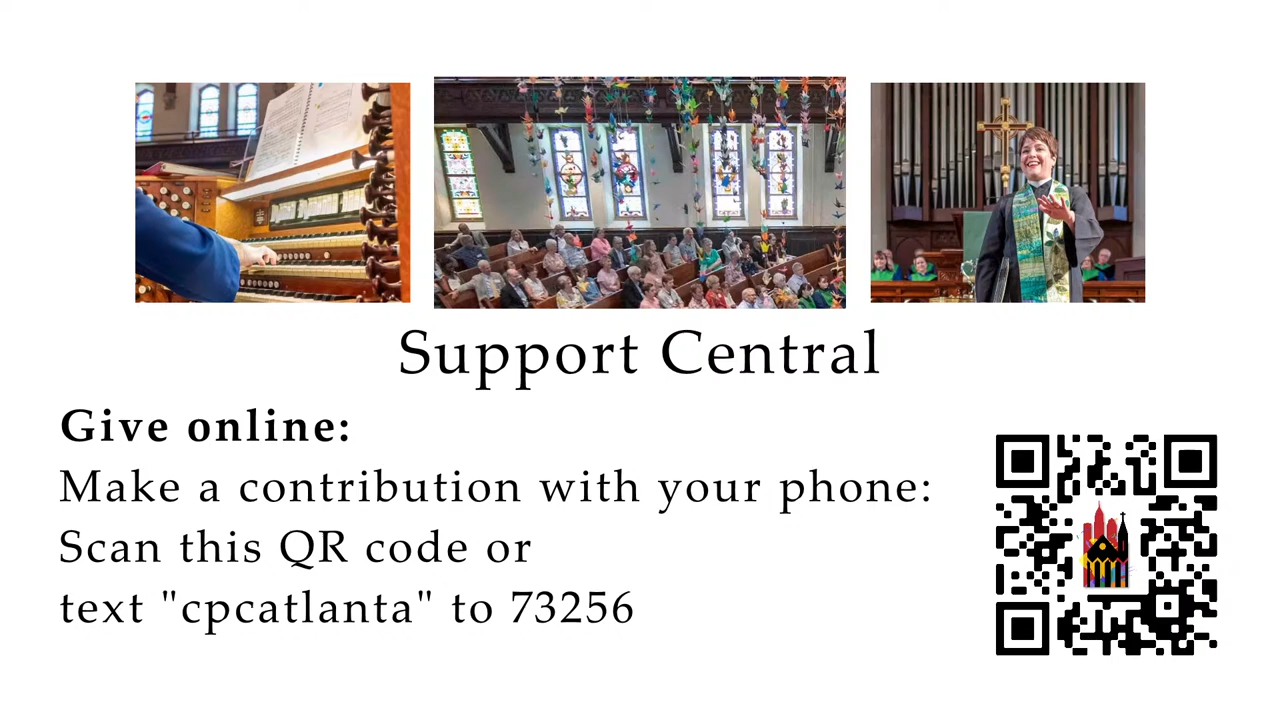 Support Central
Give online:
Make a contribution with your phone:
Scan this QR code or
text "cpcatlanta" to 73256